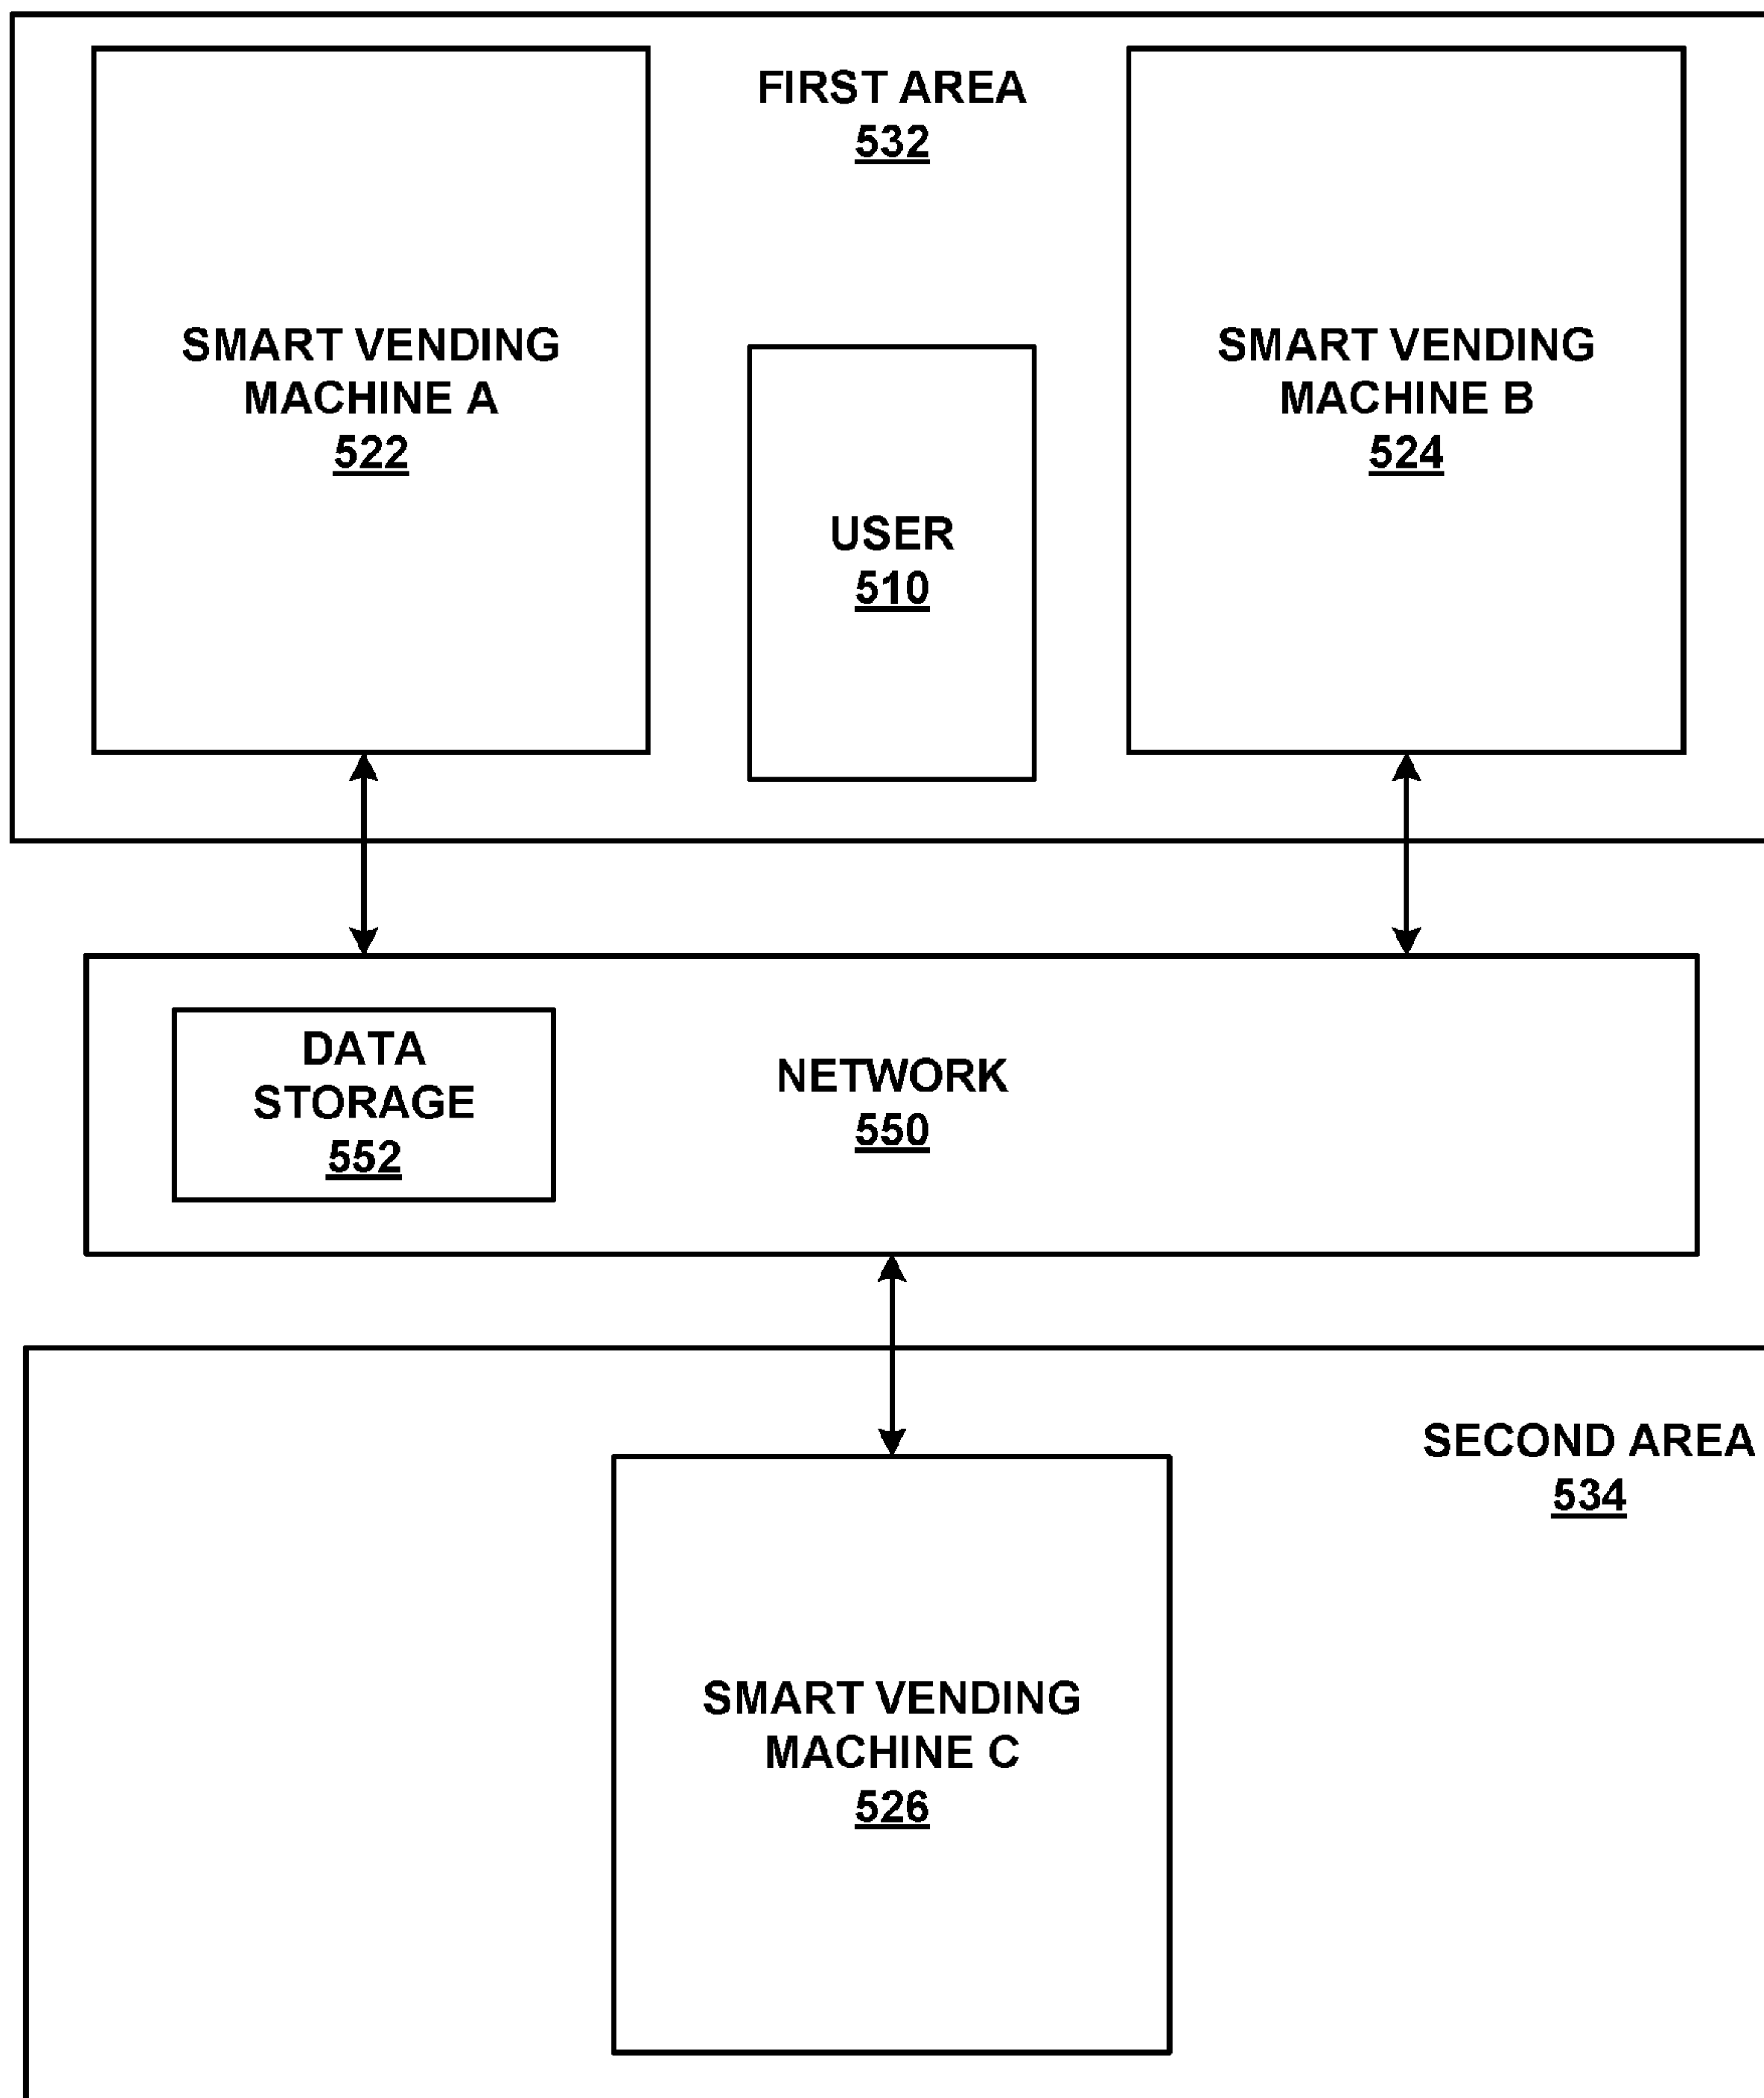 FIRST AREA
532
SMART VENDING
MACHINE A
522
SMART VENDING
MACHINE B
524
USER
510
DATA
STORAGE
552
NETWORK
550
SECOND AREA
534
SMART VENDING
MACHINE C
526